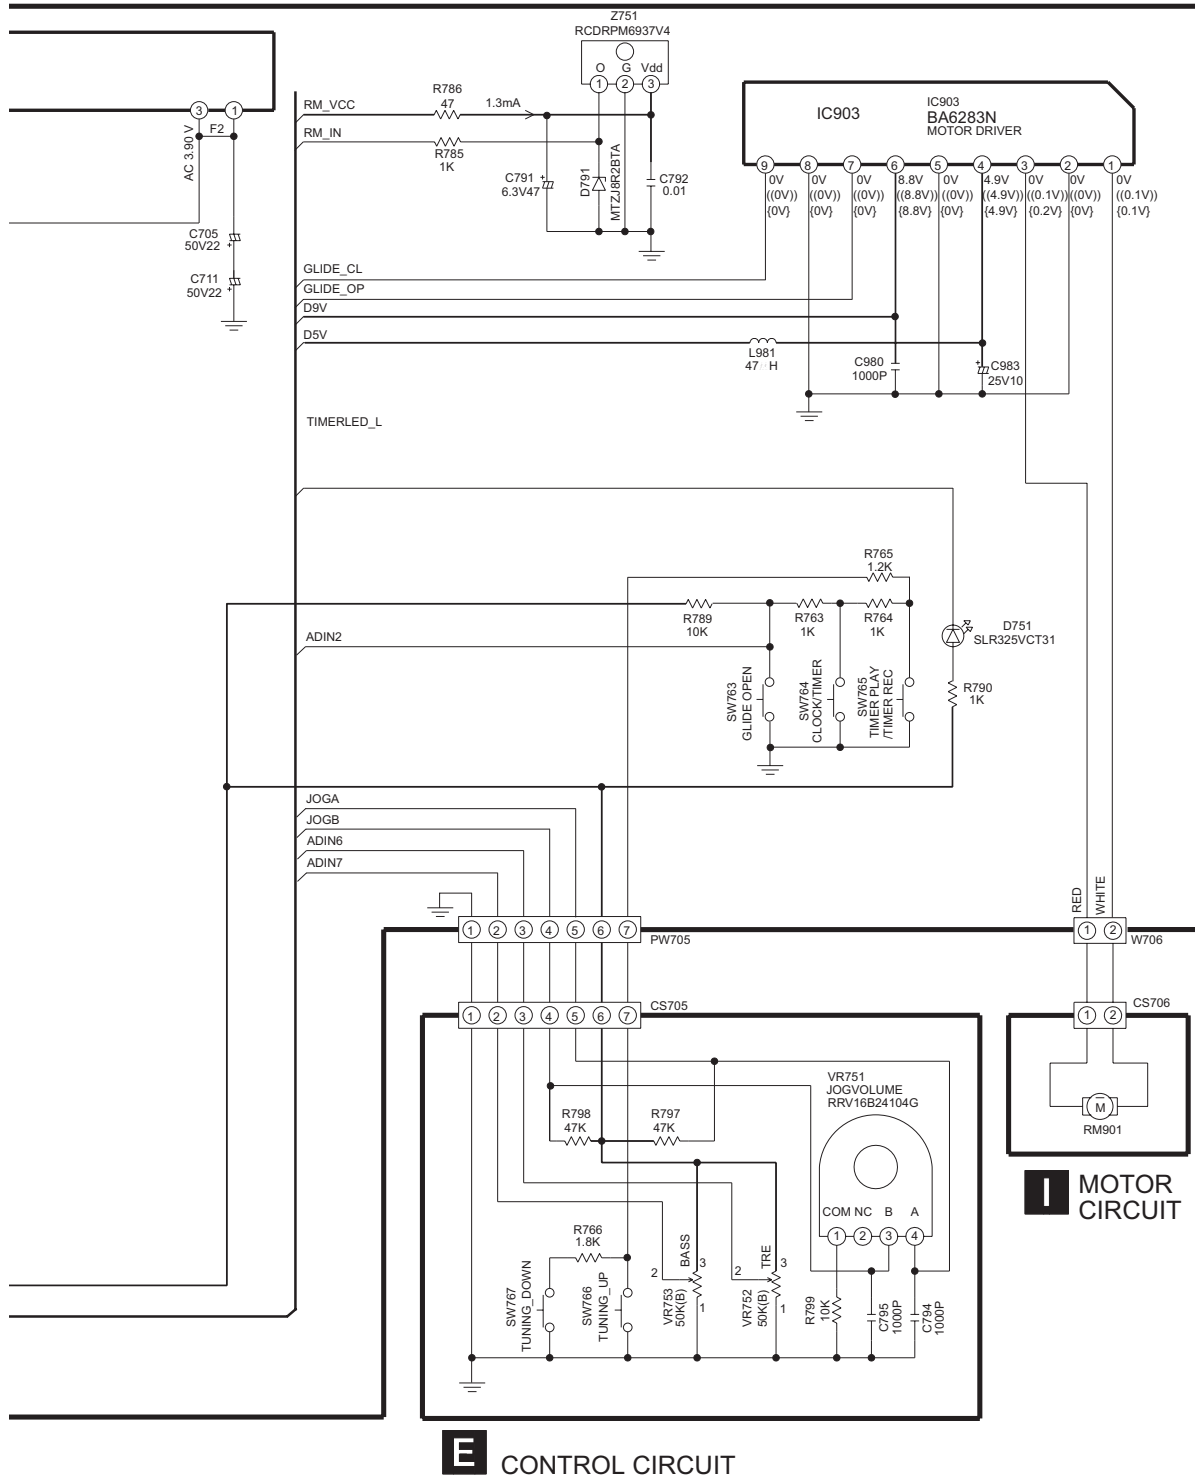 Z751
RCDRPM6937V4
O G Vdd
1 2 3
R786
47
1.3mA
RM_VCC
RM_IN
R785
1K
C791
6.3V47
D791
MTZJ8R2BTA
C792
0.01
3 1
F2
AC 3.90 V
C705
50V22
C711
50V22
IC903
IC903
BA6283N
MOTOR DRIVER
9 8 7 6 5 4 3 2 1
0V 0V 0V 8.8V 0V 4.9V 0V 0V 0V
((0V)) ((0V)) ((0V)) ((8.8V)) ((0V)) ((4.9V)) ((0.1V)) ((0V)) ((0.1V))
{0V} {0V} {0V} {8.8V} {0V} {4.9V} {0.2V} {0V} {0.1V}
GLIDE_CL
GLIDE_OP
D9V
D5V
L981
47 H
C980
1000P
C983
25V10
TIMERLED_L
R765
1.2K
R789
10K
R763
1K
R764
1K
ADIN2
D751
SLR325VCT31
SW763
GLIDE OPEN
SW764
CLOCK/TIMER
SW765
TIMER PLAY
/TIMER REC
R790
1K
JOGA
JOGB
ADIN6
ADIN7
RED
WHITE
1 2 3 4 5 6 7
PW705
1 2
W706
1 2 3 4 5 6 7
CS705
1 2
CS706
VR751
JOGVOLUME
RRV16B24104G
R798
47K
R797
47K
M
RM901
COM NC B A
1 2 3 4
R766
1.8K
SW767
TUNING_DOWN
SW766
TUNING_UP
BASS
2 3
1
VR753
50K(B)
TRE
2 3
1
VR752
50K(B)
R799
10K
C795
1000P
C794
1000P
I MOTOR
CIRCUIT
E CONTROL CIRCUIT